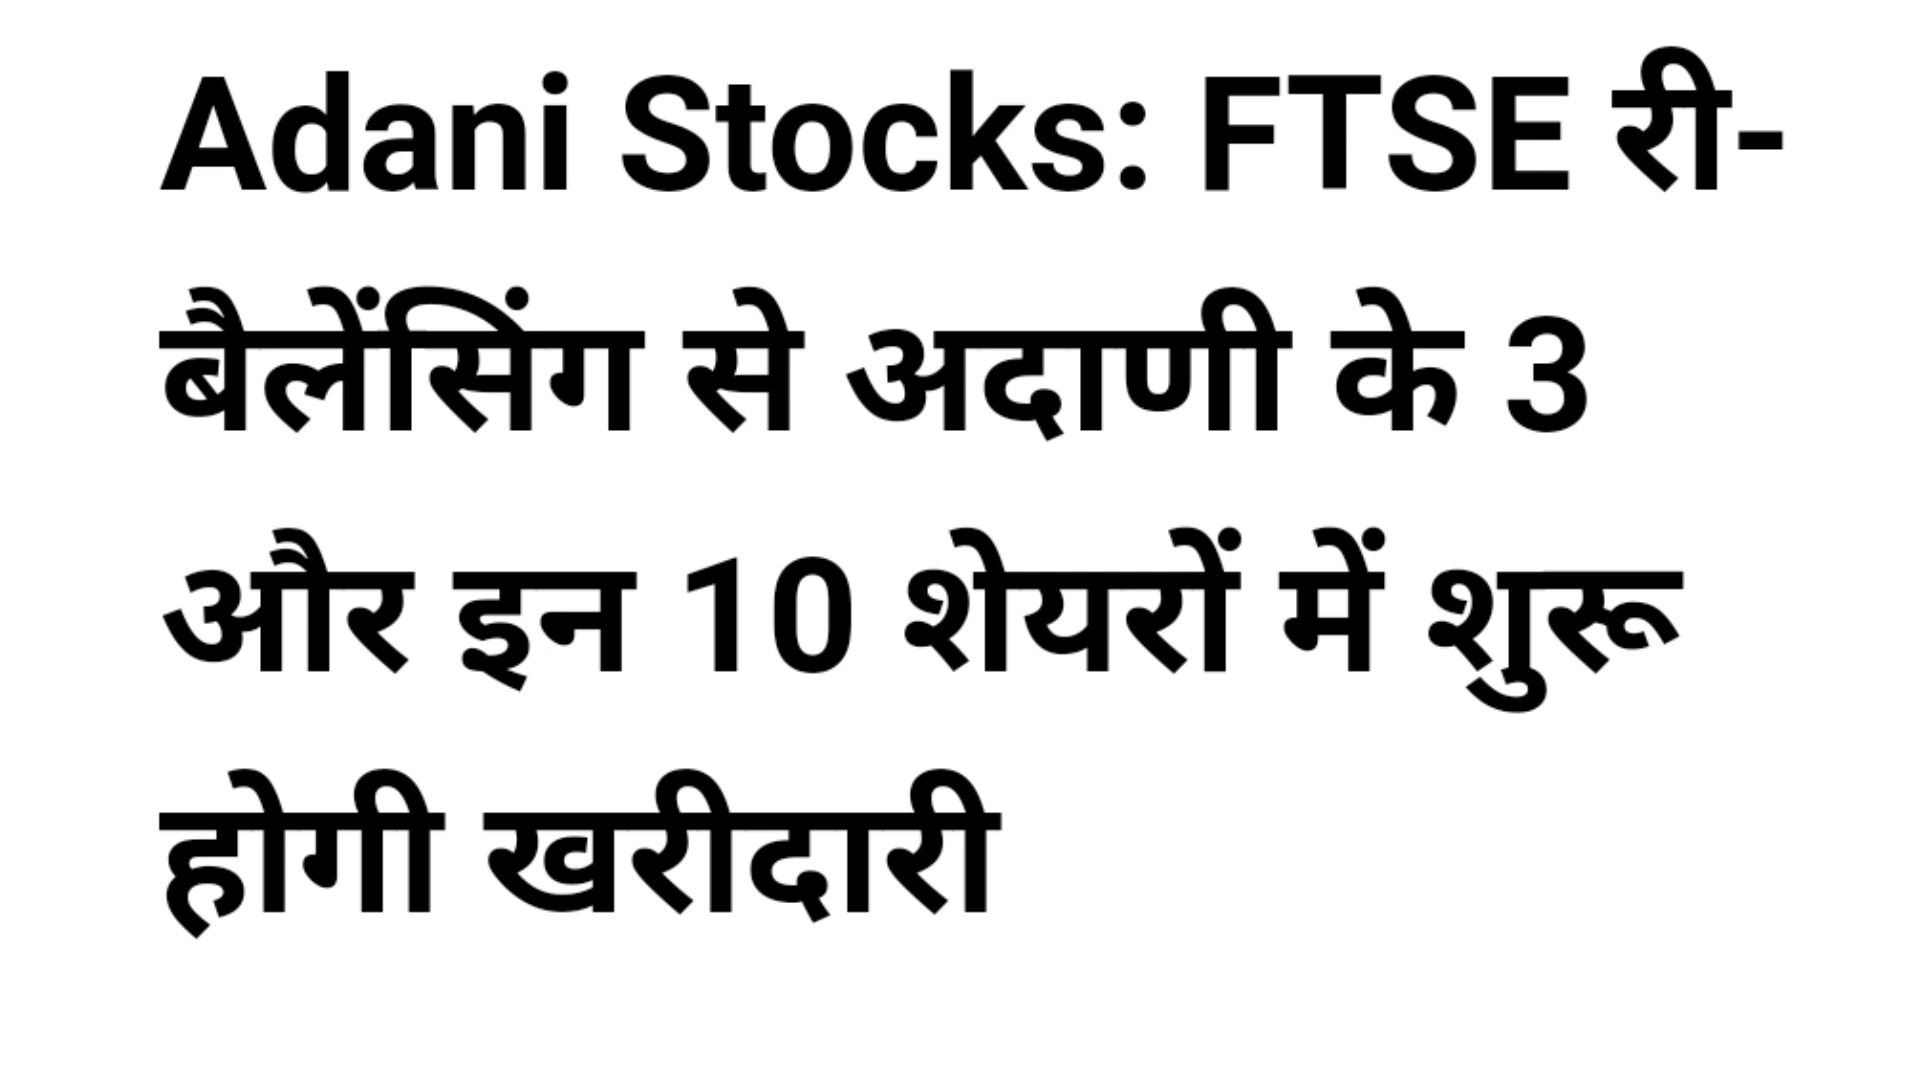 Adani Stocks: FTSE री-
बैलेंसिंग से अदाणी के 3
और इन 10 शेयरों में शुरू
होगी खरीदारी